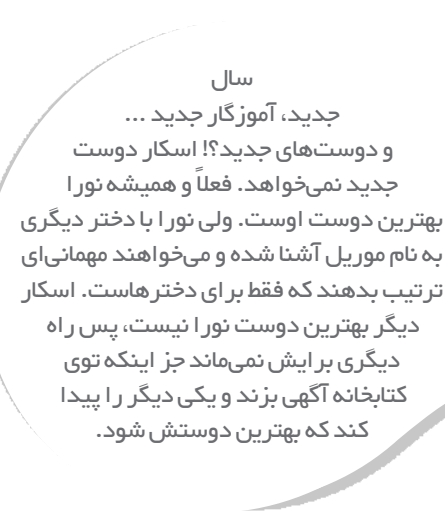 سال
جدید، آموزگار جدید ...
و دوست‌های جدید؟! اسکار دوست
جدید نمی‌خواهد. فعلاً و همیشه نورا
بهترین دوست اوست. ولی نورا با دختر دیگری
به نام موریل آشنا شده و می‌خواهند مهمانی‌ای
ترتیب بدهند که فقط برای دخترهاست. اسکار
دیگر بهترین دوست نورا نیست، پس راه
دیگری برایش نمی‌ماند جز اینکه توی
کتابخانه آگهی بزند و یکی دیگر را پیدا
کند که بهترین دوستش شود.